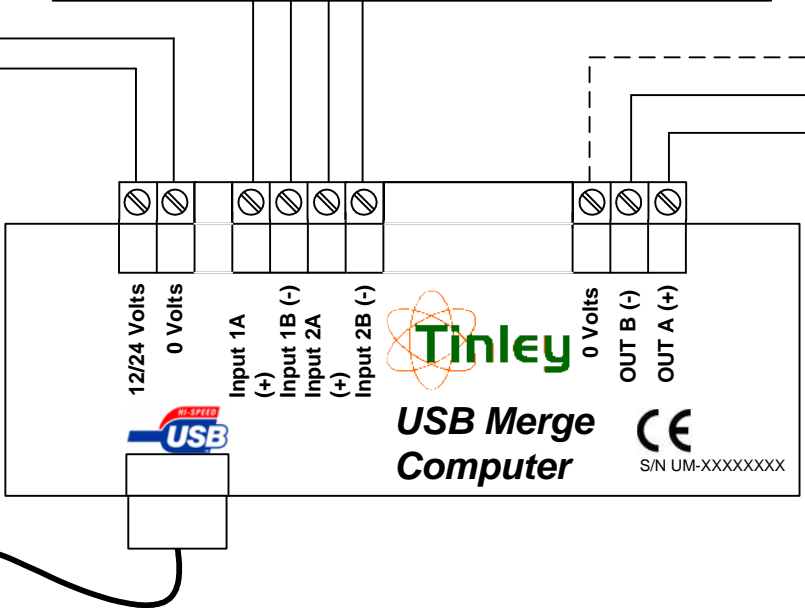 12/24 Volts
0 Volts
Input 1A
(+)
Input 1B (-)
Input 2A
(+)
Input 2B (-)
Tinley
0 Volts
OUT B (-)
OUT A (+)
HI-SPEED
USB
USB Merge
Computer
CE
S/N UM-XXXXXXXX